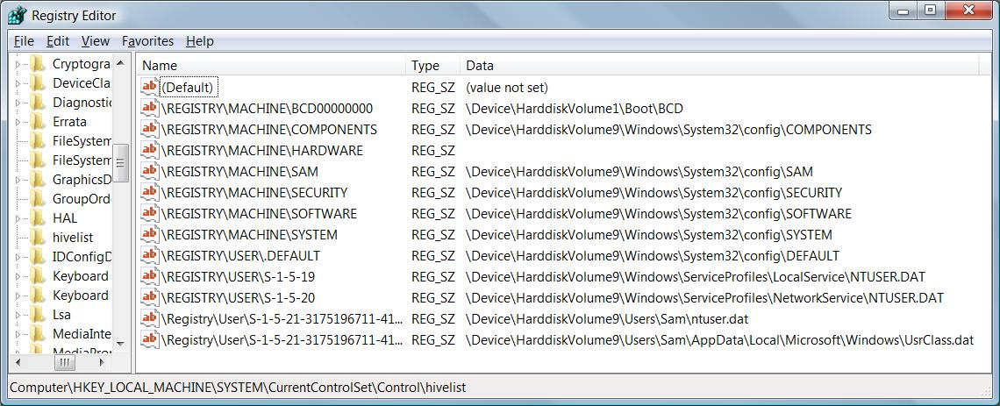 Registry Editor
File Edit View Favorites Help
Cryptogra
DeviceCla
Diagnostic
Errata
FileSystem
FileSystem
GraphicsD
GroupOrde
HAL
hivelist
IDConfigD
Keyboard
Keyboard
Lsa
MediaInte
MediaProp
Name Type Data
(Default) REG_SZ (value not set)
\REGISTRY\MACHINE\BCD00000000 REG_SZ \Device\HarddiskVolume1\Boot\BCD
\REGISTRY\MACHINE\COMPONENTS REG_SZ \Device\HarddiskVolume9\Windows\System32\config\COMPONENTS
\REGISTRY\MACHINE\HARDWARE REG_SZ
\REGISTRY\MACHINE\SAM REG_SZ \Device\HarddiskVolume9\Windows\System32\config\SAM
\REGISTRY\MACHINE\SECURITY REG_SZ \Device\HarddiskVolume9\Windows\System32\config\SECURITY
\REGISTRY\MACHINE\SOFTWARE REG_SZ \Device\HarddiskVolume9\Windows\System32\config\SOFTWARE
\REGISTRY\MACHINE\SYSTEM REG_SZ \Device\HarddiskVolume9\Windows\System32\config\SYSTEM
\REGISTRY\USER\.DEFAULT REG_SZ \Device\HarddiskVolume9\Windows\System32\config\DEFAULT
\REGISTRY\USER\S-1-5-19 REG_SZ \Device\HarddiskVolume9\Windows\ServiceProfiles\LocalService\NTUSER.DAT
\REGISTRY\USER\S-1-5-20 REG_SZ \Device\HarddiskVolume9\Windows\ServiceProfiles\NetworkService\NTUSER.DAT
\Registry\User\S-1-5-21-3175196711-41... REG_SZ \Device\HarddiskVolume9\Users\Sam\ntuser.dat
\Registry\User\S-1-5-21-3175196711-41... REG_SZ \Device\HarddiskVolume9\Users\Sam\AppData\Local\Microsoft\Windows\UsrClass.dat
Computer\HKEY_LOCAL_MACHINE\SYSTEM\CurrentControlSet\Control\hivelist